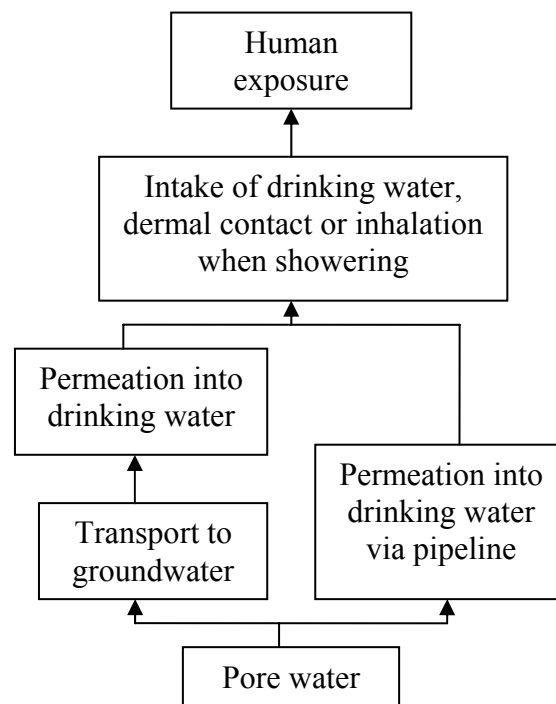 Human
exposure
Intake of drinking water,
dermal contact or inhalation
when showering
Permeation into
drinking water
Permeation into
drinking water
via pipeline
Transport to
groundwater
Pore water